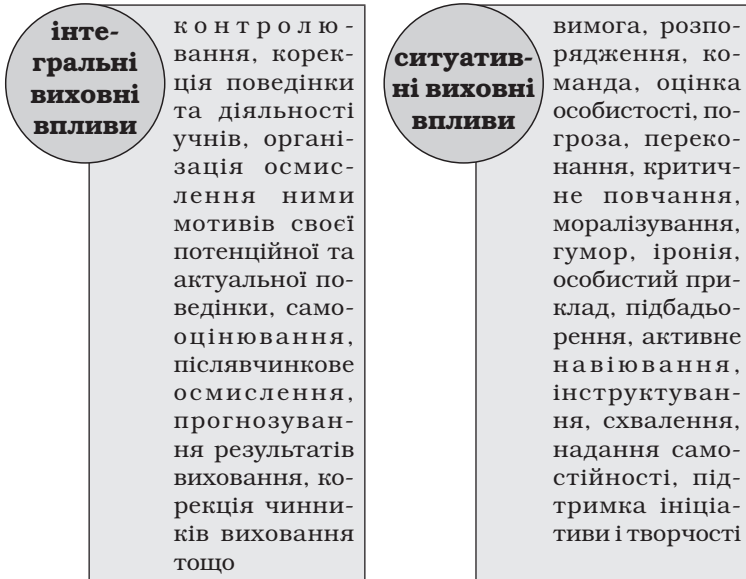 інте-
гральні
виховні
впливи
контролю-
вання, корек-
ція поведінки
та діяльності
учнів, органі-
зація осмис-
лення ними
мотивів своєї
потенційної та
актуальної по-
ведінки, само-
оцінювання,
післявчинкове
осмислення,
прогнозуван-
ня результатів
виховання, ко-
рекція чинни-
ків виховання
тощо
ситуатив-
ні виховні
впливи
вимога, розпо-
рядження, ко-
манда, оцінка
особистості, по-
гроза, переко-
нання, критич-
не повчання,
моралізування,
гумор, іронія,
особистий при-
клад, підбадьо-
рення, активне
навіювання,
інструктуван-
ня, схвалення,
надання само-
стійності, під-
тримка ініціа-
тиви і творчості